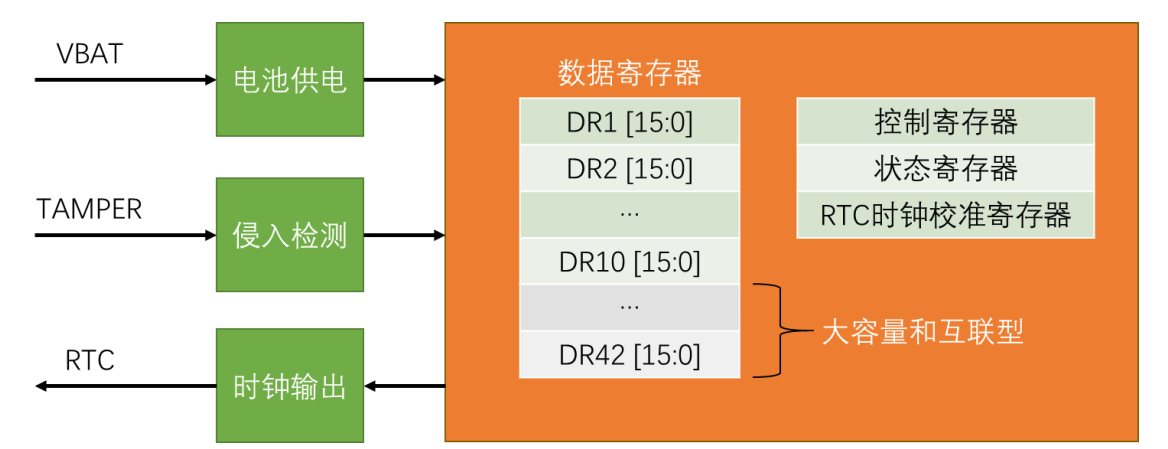 VBAT
电池供电
TAMPER
侵入检测
RTC
时钟输出
数据寄存器
DR1 [15:0]
DR2 [15:0]
...
DR10 [15:0]
...
DR42 [15:0]
控制寄存器
状态寄存器
RTC时钟校准寄存器
大容量和互联型